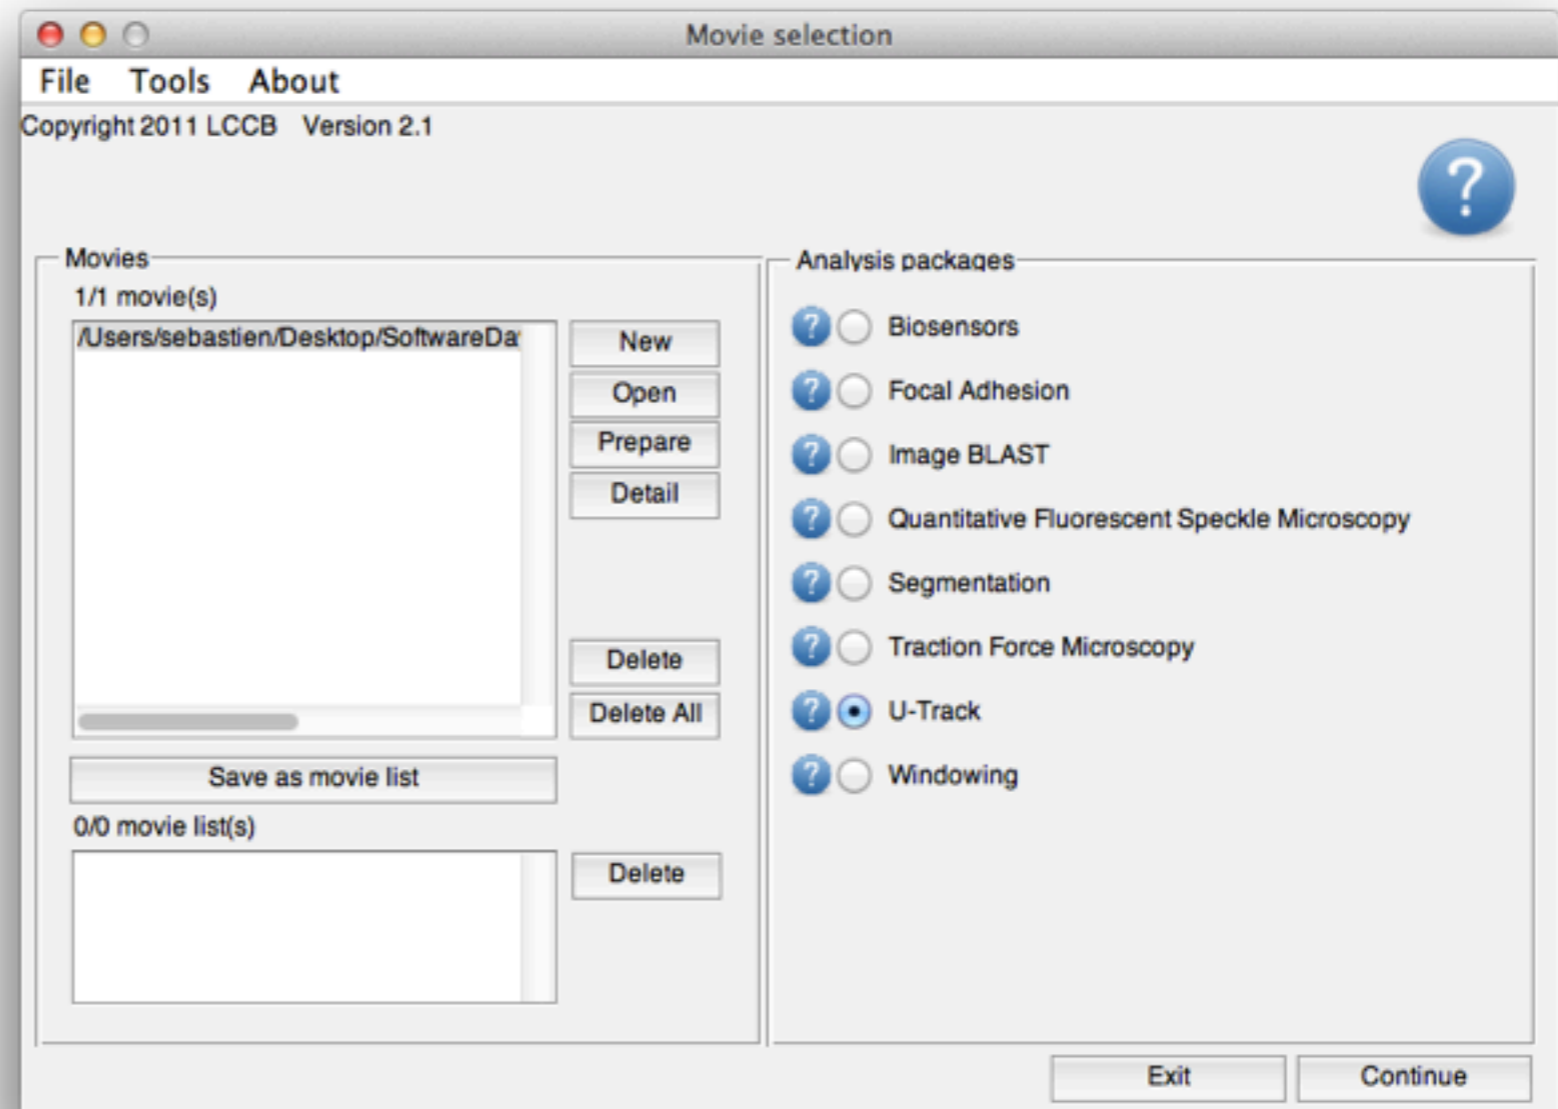 Movie selection
File Tools About
Copyright 2011 LCCB Version 2.1
?
Movies
1/1 movie(s)
/Users/sebastien/Desktop/SoftwareDa
New
Open
Prepare
Detail
Delete
Delete All
Save as movie list
0/0 movie list(s)
Delete
Analysis packages
? Biosensors
? Focal Adhesion
? Image BLAST
? Quantitative Fluorescent Speckle Microscopy
? Segmentation
? Traction Force Microscopy
? U-Track
? Windowing
Exit
Continue